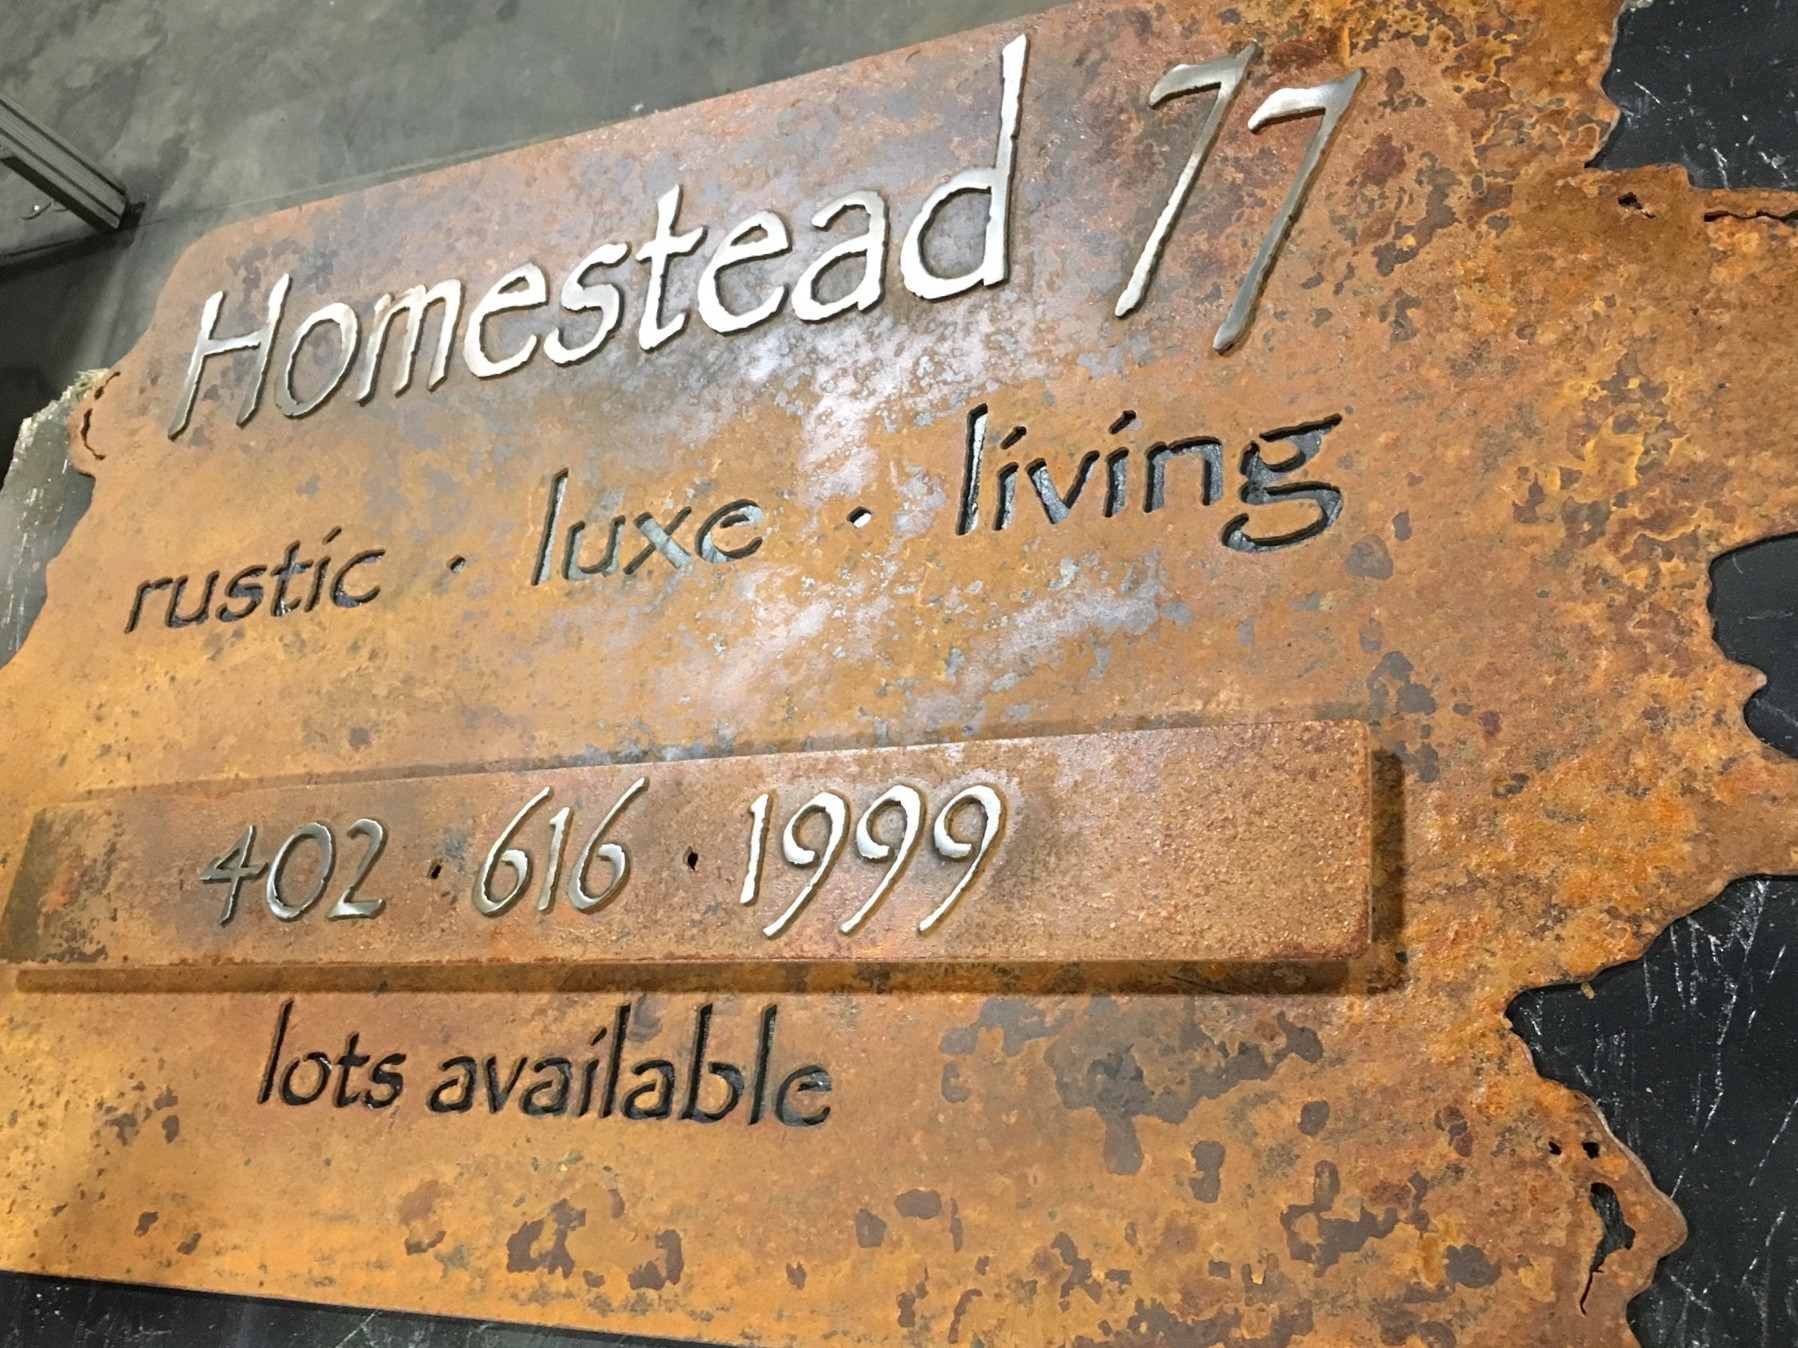 Homestead 77
rustic · luxe · living
402 · 616 · 1999
lots available